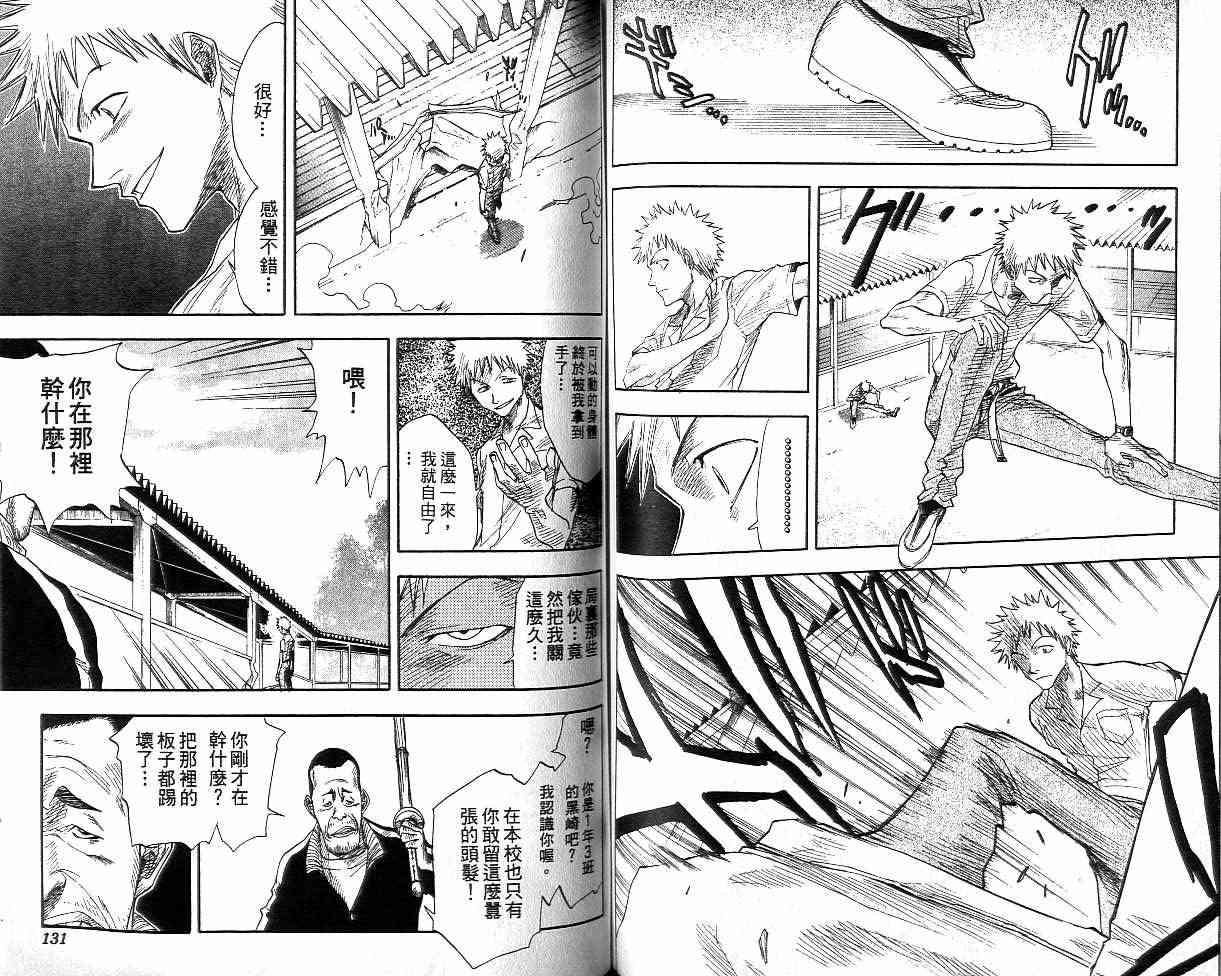 ギギ…
ギ…
グ゛……
…………
很好…
感覺不錯…
可以動的身體
終於被我拿到
手了…
這麼一來，
我就自由了
…
局裏那些
傢伙…竟
然把我關
這麼久…
喂！
你在那裡
幹什麼！
嗯？
你是1年3班
的黑崎吧？
我認識你喔。
在本校也只有
你敢留這麼囂
張的頭髮！
你剛才在
幹什麼？
把那裡的
板子都踢
壞了…
131